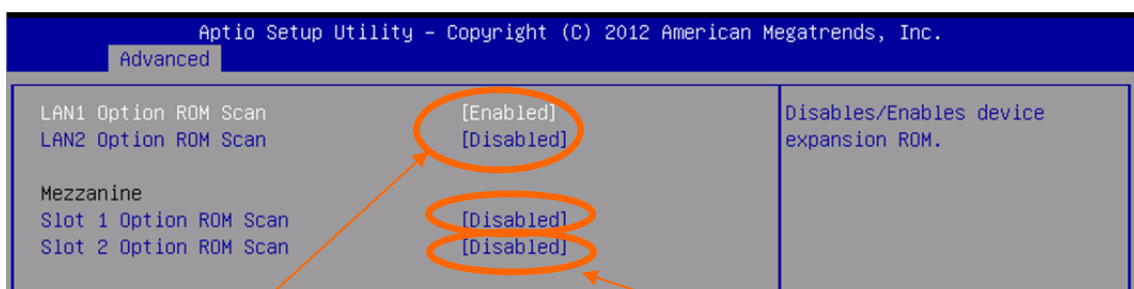 Aptio Setup Utility – Copyright (C) 2012 American Megatrends, Inc.
Advanced
LAN1 Option ROM Scan [Enabled]
LAN2 Option ROM Scan [Disabled]
Mezzanine
Slot 1 Option ROM Scan [Disabled]
Slot 2 Option ROM Scan [Disabled]
Disables/Enables device
expansion ROM.